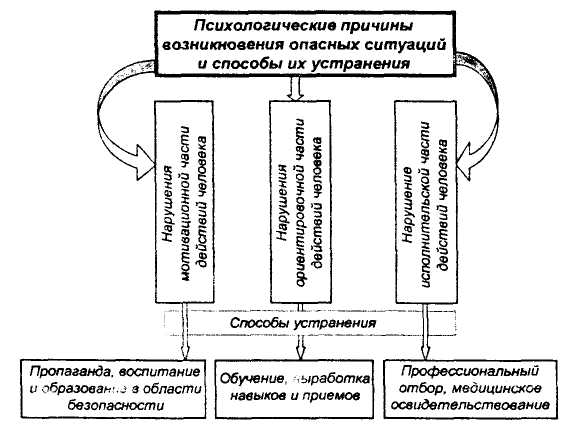 Психологические причины
возникновения опасных ситуаций
и способы их устранения
Нарушения
мотивационной части
действий человека
Нарушения
ориентировочной части
действий человека
Нарушение
исполнительской части
действий человека
Способы устранения
Пропаганда, воспитание
и образование в области
безопасности
Обучение, выработка
навыков и приемов
Профессиональный
отбор, медицинское
освидетельствование